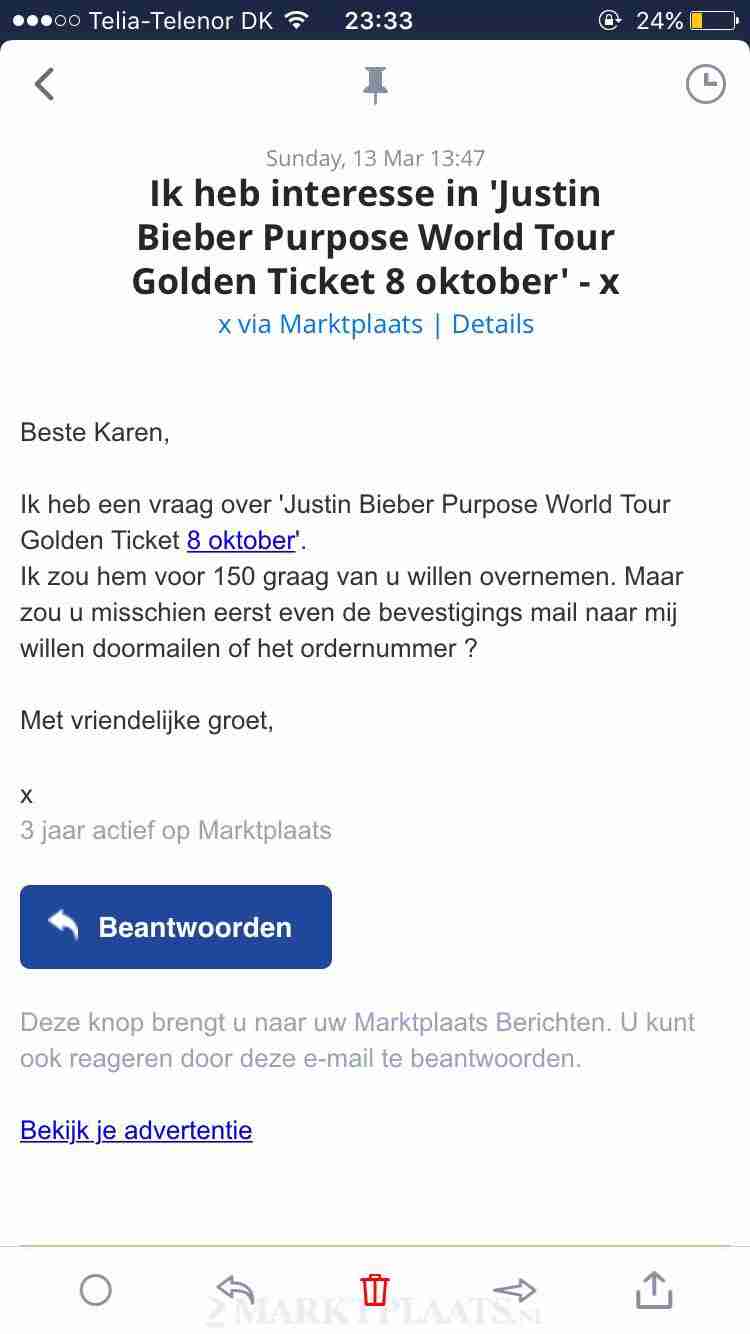 Telia-Telenor DK 23:33 24%
Sunday, 13 Mar 13:47
Ik heb interesse in 'Justin
Bieber Purpose World Tour
Golden Ticket 8 oktober' - x
x via Marktplaats | Details
Beste Karen,
Ik heb een vraag over 'Justin Bieber Purpose World Tour
Golden Ticket 8 oktober'.
Ik zou hem voor 150 graag van u willen overnemen. Maar
zou u misschien eerst even de bevestigings mail naar mij
willen doormailen of het ordernummer ?
Met vriendelijke groet,
x
3 jaar actief op Marktplaats
Beantwoorden
Deze knop brengt u naar uw Marktplaats Berichten. U kunt
ook reageren door deze e-mail te beantwoorden.
Bekijk je advertentie
2MARKTPLAATS.NL